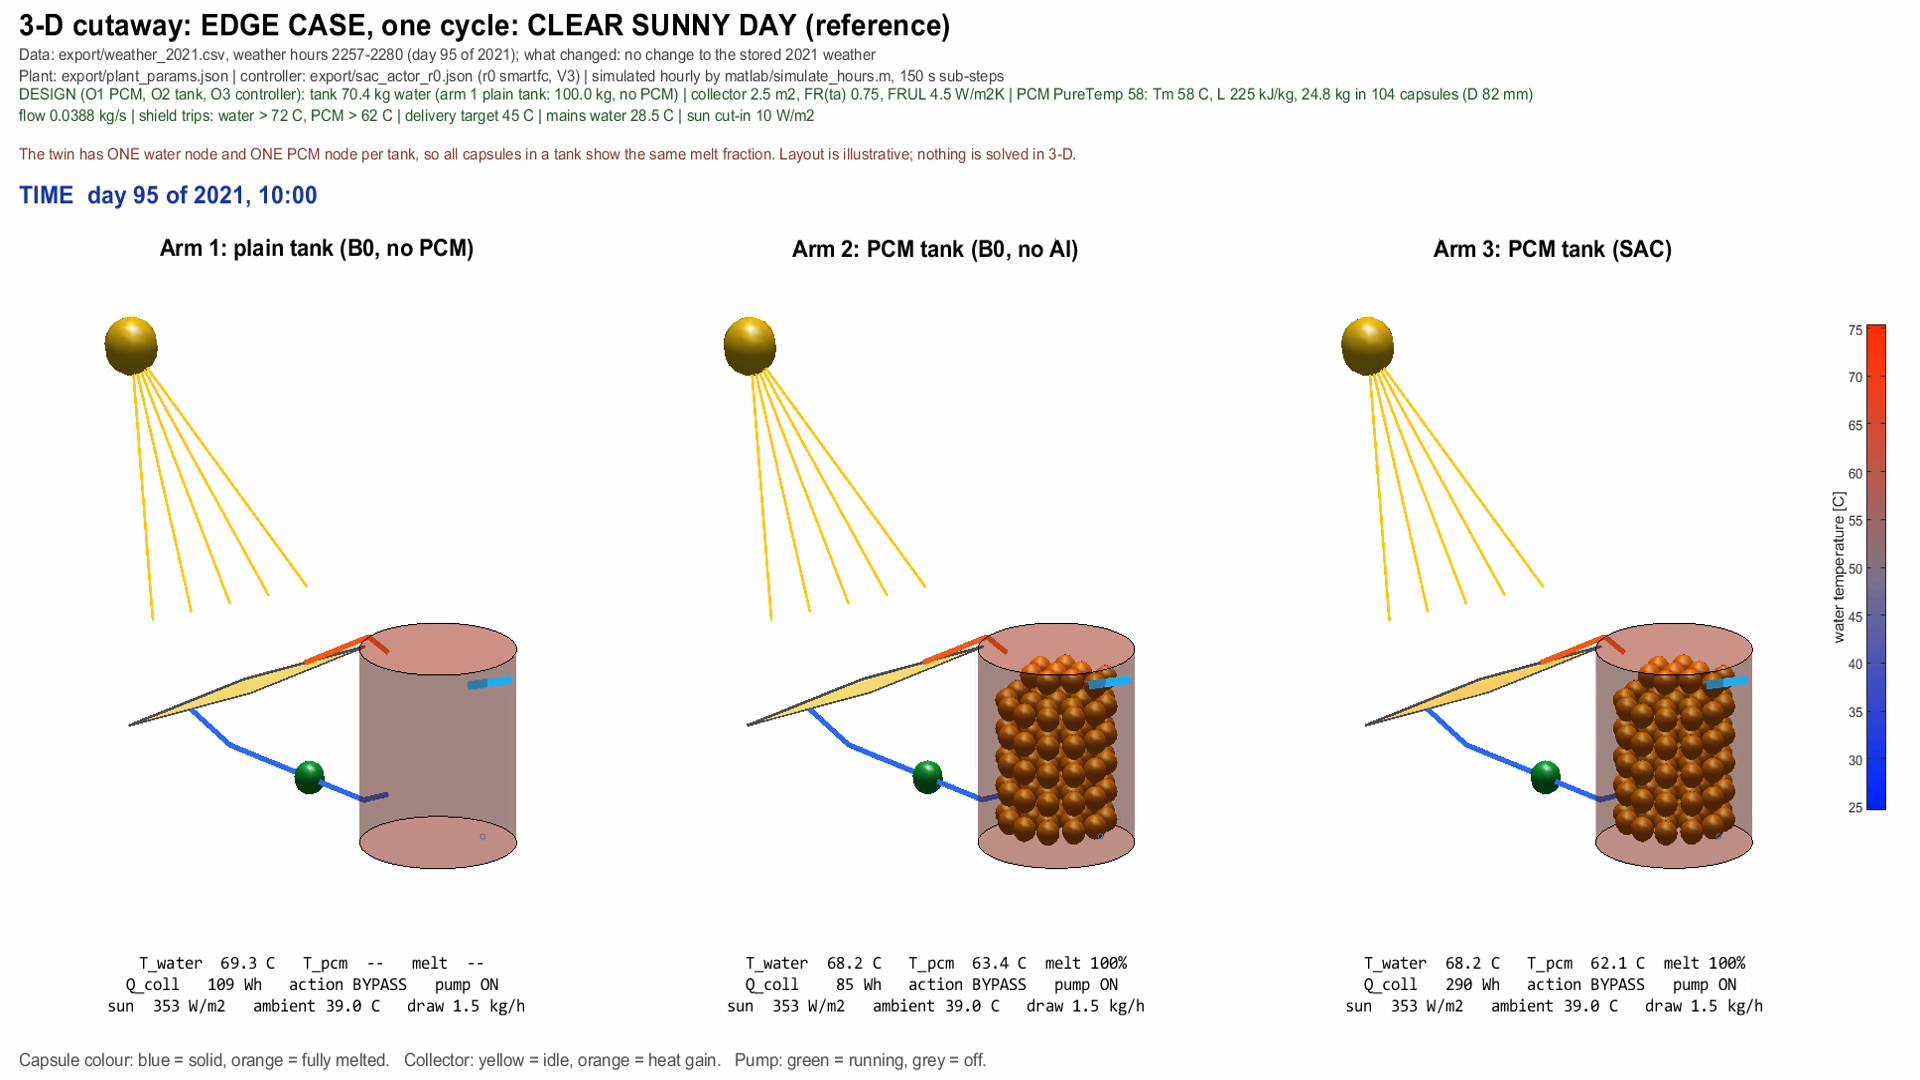 3-D cutaway: EDGE CASE, one cycle: CLEAR SUNNY DAY (reference)
Data: export/weather_2021.csv, weather hours 2257-2280 (day 95 of 2021); what changed: no change to the stored 2021 weather
Plant: export/plant_params.json | controller: export/sac_actor_r0.json (r0 smartfc, V3) | simulated hourly by matlab/simulate_hours.m, 150 s sub-steps
DESIGN (O1 PCM, O2 tank, O3 controller): tank 70.4 kg water (arm 1 plain tank: 100.0 kg, no PCM) | collector 2.5 m2, FR(ta) 0.75, FRUL 4.5 W/m2K | PCM PureTemp 58: Tm 58 C, L 225 kJ/kg, 24.8 kg in 104 capsules (D 82 mm)
flow 0.0388 kg/s | shield trips: water > 72 C, PCM > 62 C | delivery target 45 C | mains water 28.5 C | sun cut-in 10 W/m2
The twin has ONE water node and ONE PCM node per tank, so all capsules in a tank show the same melt fraction. Layout is illustrative; nothing is solved in 3-D.
TIME  day 95 of 2021, 10:00
Arm 1: plain tank (B0, no PCM)
Arm 2: PCM tank (B0, no AI)
Arm 3: PCM tank (SAC)
75
70
65
60
55
50
45
40
35
30
25
water temperature [C]
T_water  69.3 C   T_pcm  --   melt  --
Q_coll   109 Wh   action BYPASS   pump ON
sun  353 W/m2   ambient 39.0 C   draw 1.5 kg/h
T_water  68.2 C   T_pcm  63.4 C  melt 100%
Q_coll    85 Wh   action BYPASS   pump ON
sun  353 W/m2   ambient 39.0 C   draw 1.5 kg/h
T_water  68.2 C   T_pcm  62.1 C  melt 100%
Q_coll   290 Wh   action BYPASS   pump ON
sun  353 W/m2   ambient 39.0 C   draw 1.5 kg/h
Capsule colour: blue = solid, orange = fully melted.   Collector: yellow = idle, orange = heat gain.   Pump: green = running, grey = off.